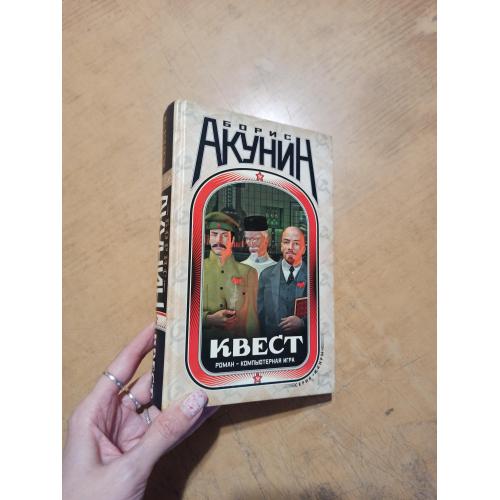 БОРИС
АКУНИН
КВЕСТ
РОМАН - КОМПЬЮТЕРНАЯ ИГРА